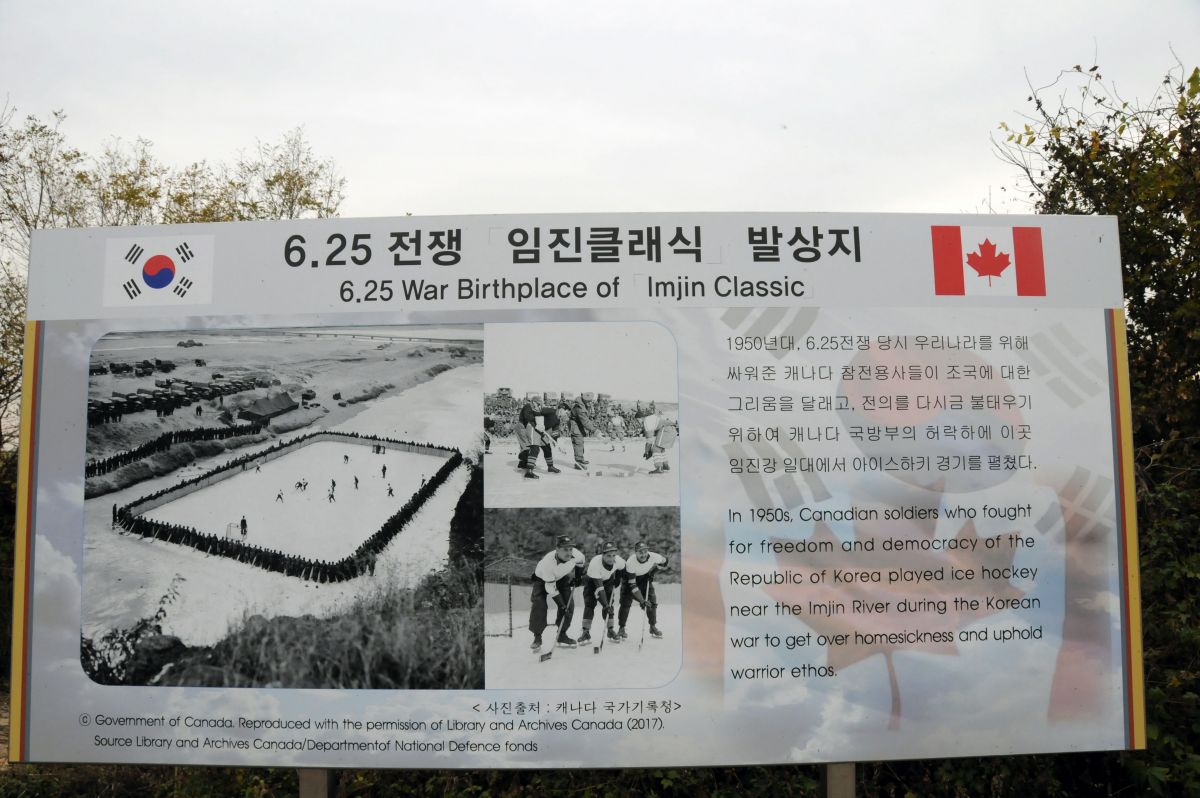 6.25 전쟁 「임진클래식」 발상지
6.25 War Birthplace of 「Imjin Classic」
1950년대, 6.25전쟁 당시 우리나라를 위해
싸워준 캐나다 참전용사들이 조국에 대한
그리움을 달래고, 전의를 다시금 불태우기
위하여 캐나다 국방부의 허락하에 이곳
임진강 일대에서 아이스하키 경기를 펼쳤다.
In 1950s, Canadian soldiers who fought
for freedom and democracy of the
Republic of Korea played ice hockey
near the Imjin River during the Korean
war to get over homesickness and uphold
warrior ethos.
< 사진출처 : 캐나다 국가기록청>
ⓒ Government of Canada. Reproduced with the permission of Library and Archives Canada (2017).
Source Library and Archives Canada/Departmentof National Defence fonds